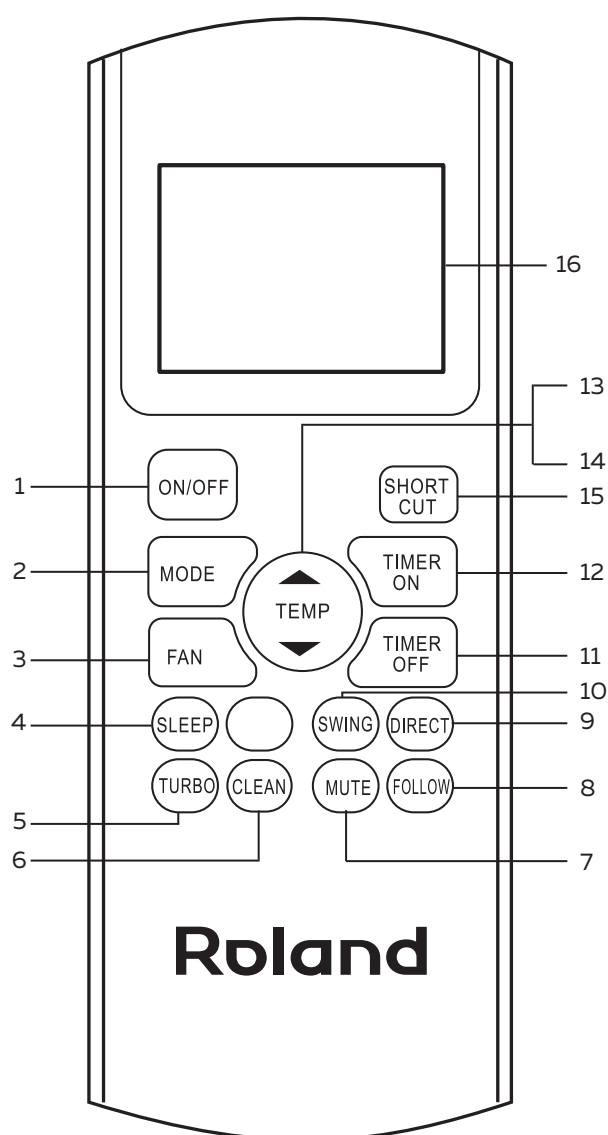 16
13
14
1
ON/OFF
SHORT
CUT
15
2
MODE
TEMP
TIMER
ON
12
3
FAN
TIMER
OFF
11
10
4
SLEEP
SWING
DIRECT
9
5
TURBO
CLEAN
MUTE
FOLLOW
8
6
7
Roland